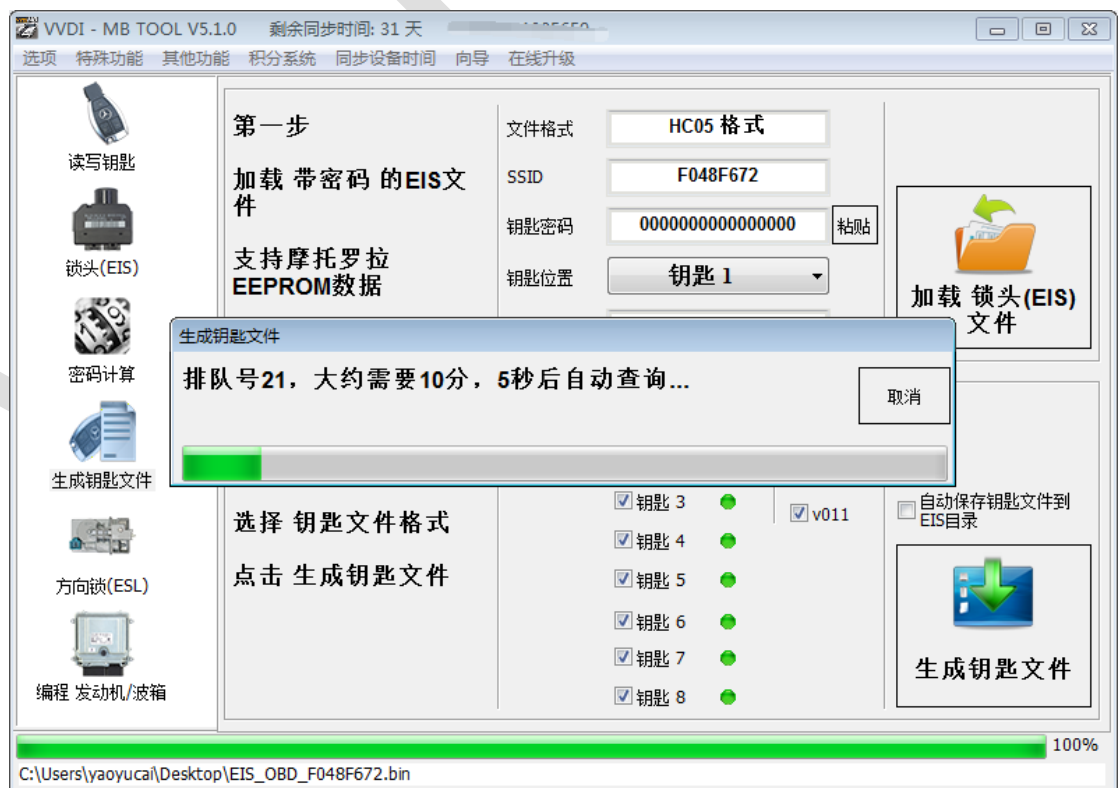 VVDI - MB TOOL V5.1.0 剩余同步时间: 31 天
选项 特殊功能 其他功能 积分系统 同步设备时间 向导 在线升级
读写钥匙
锁头(EIS)
密码计算
生成钥匙文件
方向锁(ESL)
编程 发动机/波箱
第一步
加载 带密码 的EIS文
件
支持摩托罗拉
EEPROM数据
文件格式 HC05 格式
SSID F048F672
钥匙密码 0000000000000000 粘贴
钥匙位置 钥匙 1
加载 锁头(EIS)
文件
生成钥匙文件
排队号21，大约需要10分，5秒后自动查询...
取消
选择 钥匙文件格式
点击 生成钥匙文件
钥匙 3
钥匙 4
钥匙 5
钥匙 6
钥匙 7
钥匙 8
v011
自动保存钥匙文件到
EIS目录
生成钥匙文件
100%
C:\Users\yaoyucai\Desktop\EIS_OBD_F048F672.bin